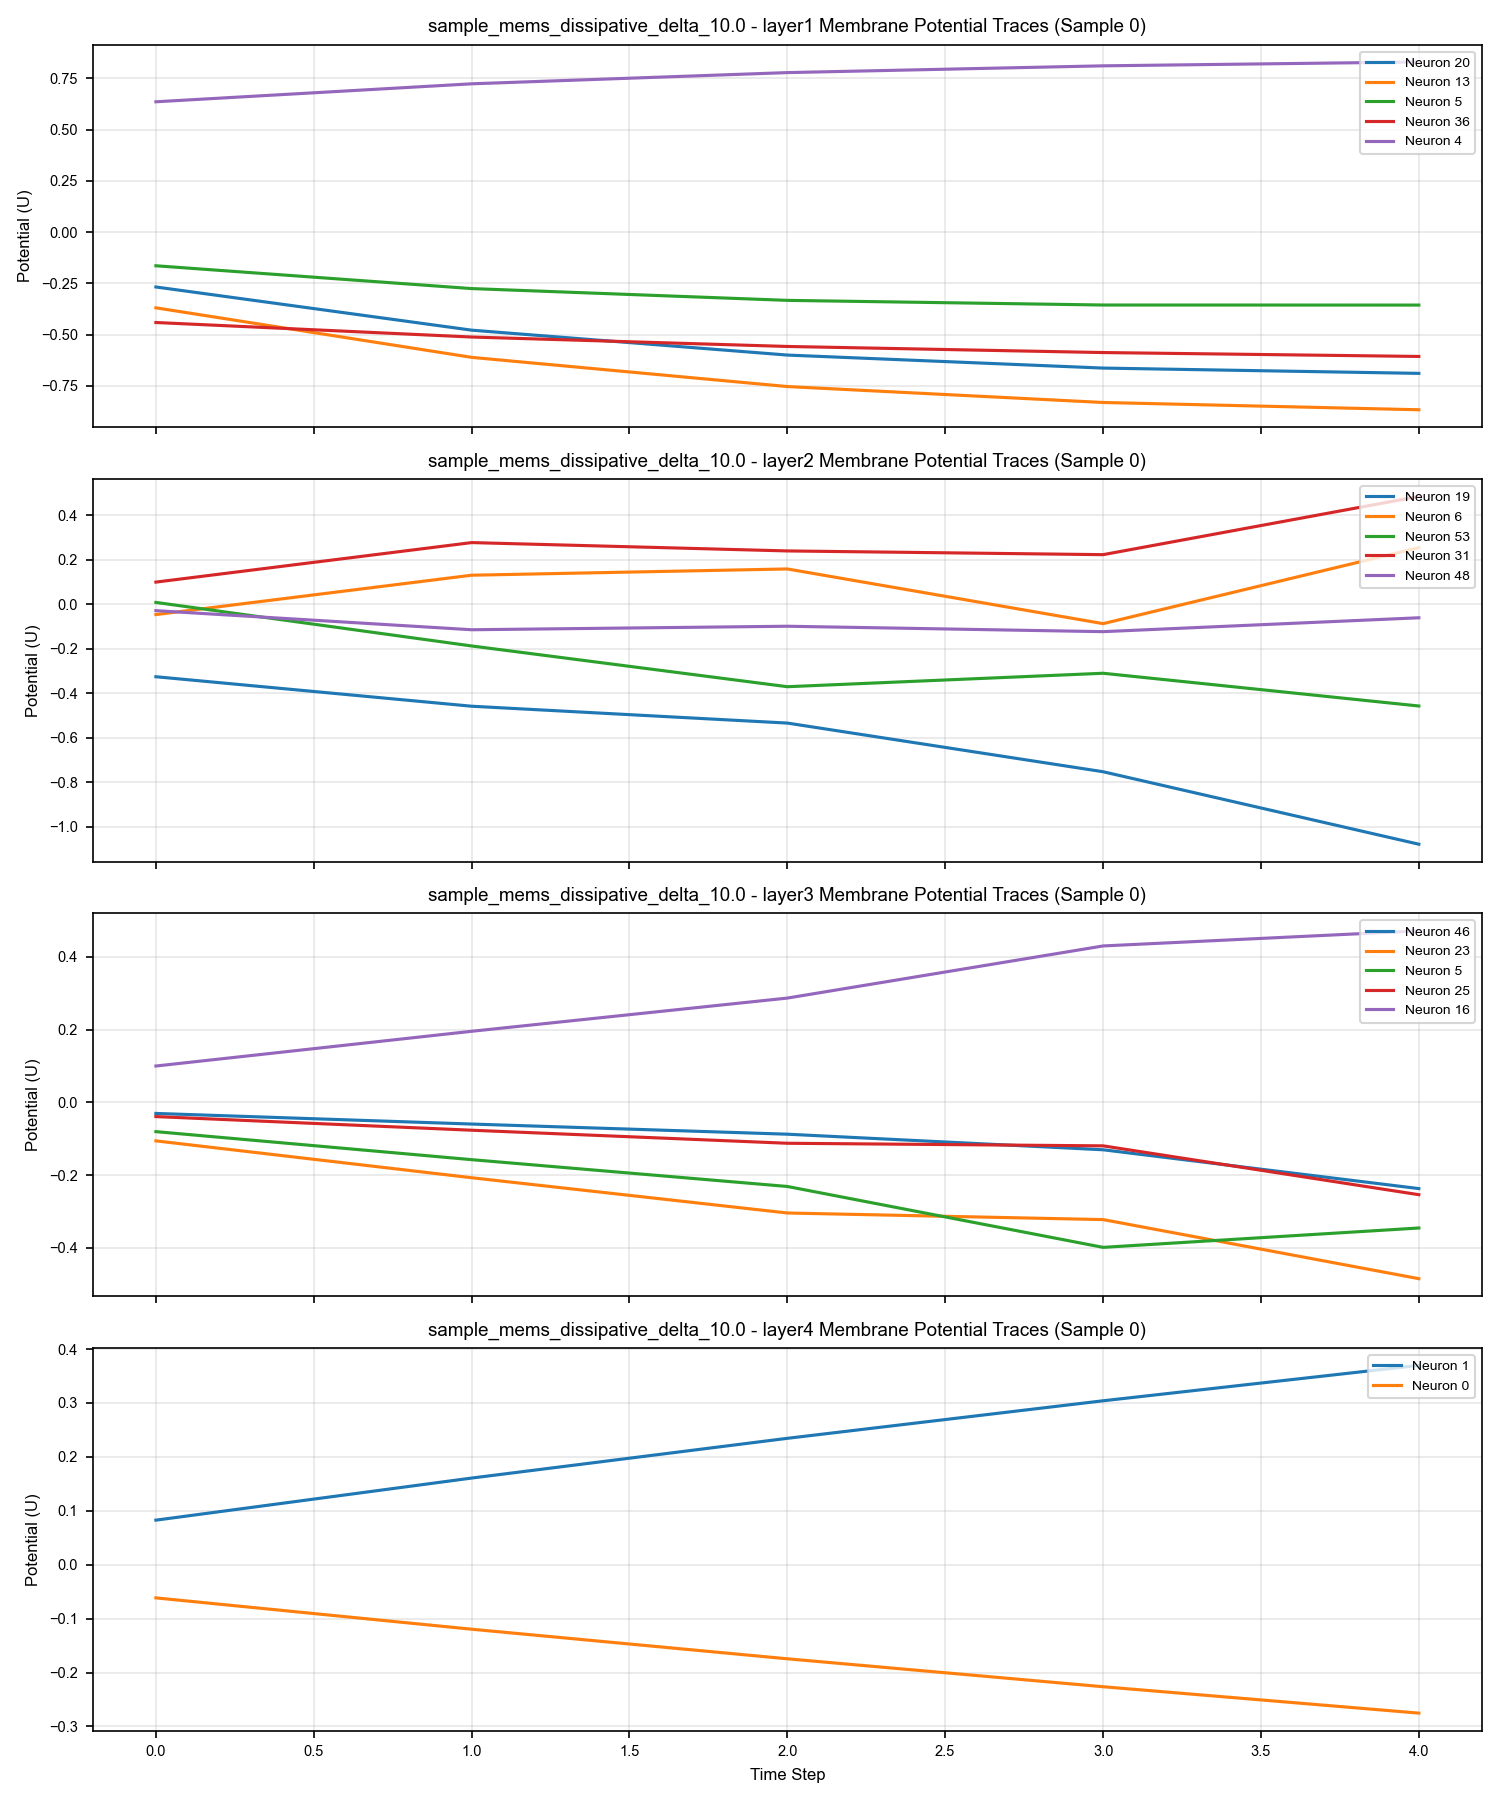 sample_mems_dissipative_delta_10.0 - layer1 Membrane Potential Traces (Sample 0)
0.75
0.50
0.25
0.00
−0.25
−0.50
−0.75
Potential (U)
Neuron 20
Neuron 13
Neuron 5
Neuron 36
Neuron 4
sample_mems_dissipative_delta_10.0 - layer2 Membrane Potential Traces (Sample 0)
0.4
0.2
0.0
−0.2
−0.4
−0.6
−0.8
−1.0
Potential (U)
Neuron 19
Neuron 6
Neuron 53
Neuron 31
Neuron 48
sample_mems_dissipative_delta_10.0 - layer3 Membrane Potential Traces (Sample 0)
0.4
0.2
0.0
−0.2
−0.4
Potential (U)
Neuron 46
Neuron 23
Neuron 5
Neuron 25
Neuron 16
sample_mems_dissipative_delta_10.0 - layer4 Membrane Potential Traces (Sample 0)
0.4
0.3
0.2
0.1
0.0
−0.1
−0.2
−0.3
Potential (U)
Neuron 1
Neuron 0
0.0 0.5 1.0 1.5 2.0 2.5 3.0 3.5 4.0
Time Step